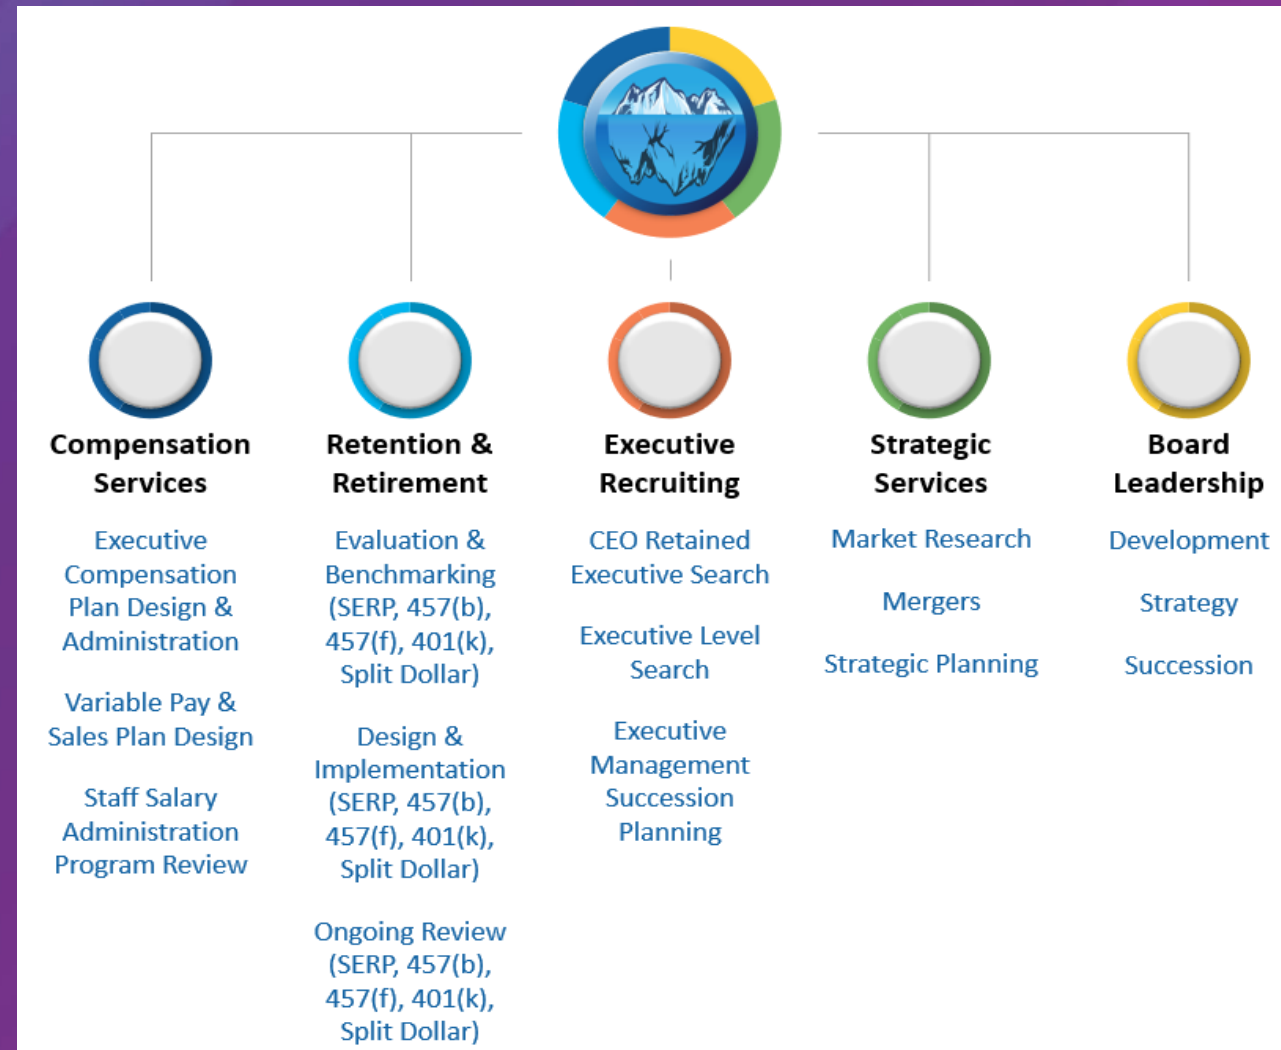 Compensation
Services
Executive
Compensation
Plan Design &
Administration
Variable Pay &
Sales Plan Design
Staff Salary
Administration
Program Review
Retention &
Retirement
Evaluation &
Benchmarking
(SERP, 457(b),
457(f), 401(k),
Split Dollar)
Design &
Implementation
(SERP, 457(b),
457(f), 401(k),
Split Dollar)
Ongoing Review
(SERP, 457(b),
457(f), 401(k),
Split Dollar)
Executive
Recruiting
CEO Retained
Executive Search
Executive Level
Search
Executive
Management
Succession
Planning
Strategic
Services
Market Research
Mergers
Strategic Planning
Board
Leadership
Development
Strategy
Succession